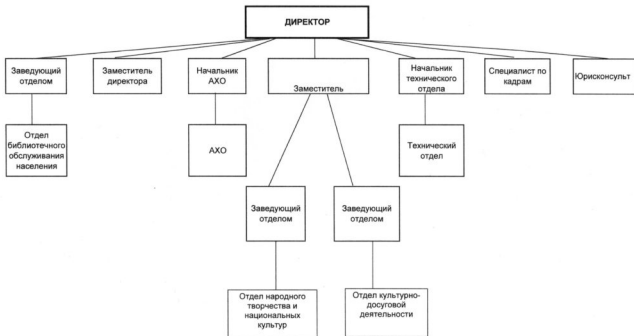 ДИРЕКТОР
Заведующий
отделом
Заместитель
директора
Начальник
АХО
Заместитель
Начальник
технического
отдела
Специалист по
кадрам
Юрисконсульт
Отдел
библиотечного
обслуживания
населения
АХО
Технический
отдел
Заведующий
отделом
Заведующий
отделом
Отдел народного
творчества и
национальных
культур
Отдел культурно-
досуговой
деятельности